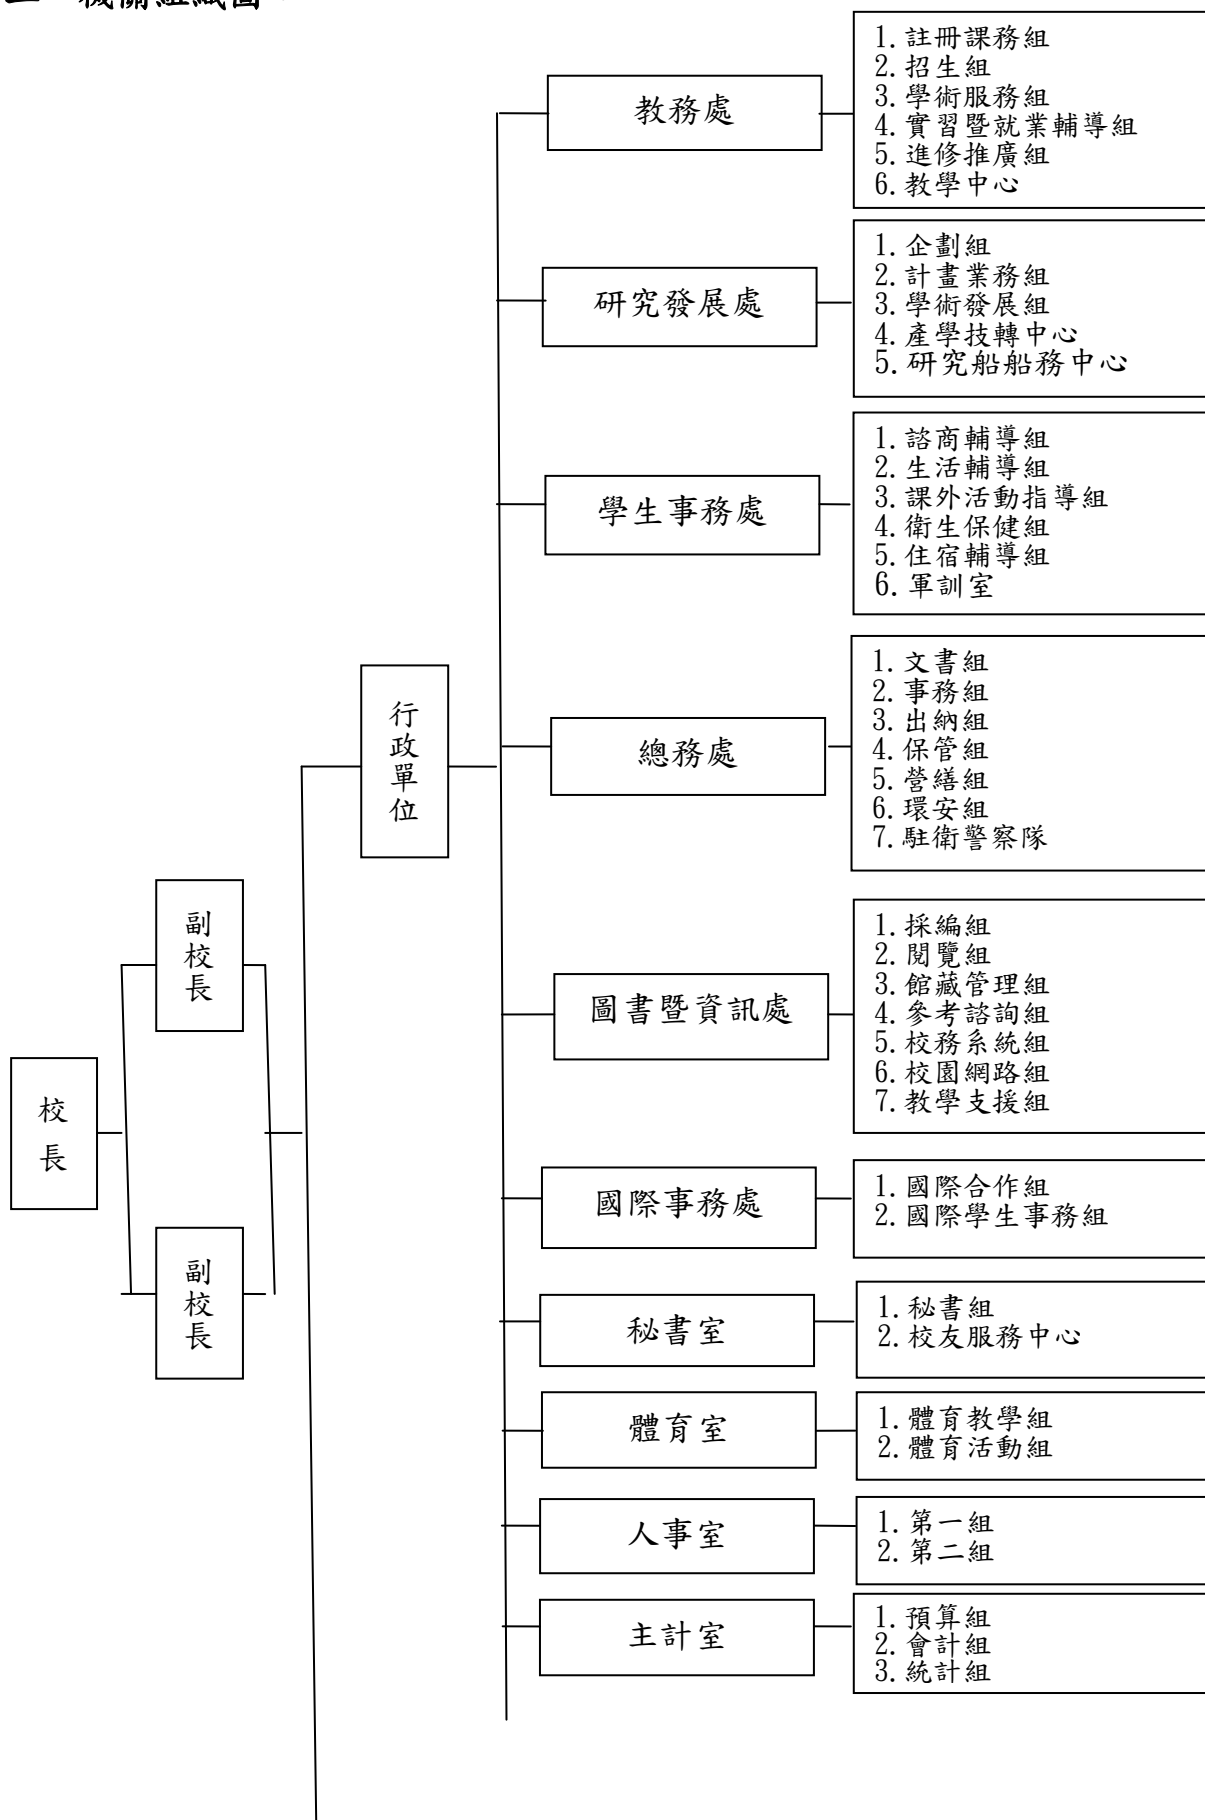 機關組織圖
校長
副校長
副校長
行政單位
教務處
1.註冊課務組
2.招生組
3.學術服務組
4.實習暨就業輔導組
5.進修推廣組
6.教學中心
研究發展處
1.企劃組
2.計畫業務組
3.學術發展組
4.產學技轉中心
5.研究船船務中心
學生事務處
1.諮商輔導組
2.生活輔導組
3.課外活動指導組
4.衛生保健組
5.住宿輔導組
6.軍訓室
總務處
1.文書組
2.事務組
3.出納組
4.保管組
5.營繕組
6.環安組
7.駐衛警察隊
圖書暨資訊處
1.採編組
2.閱覽組
3.館藏管理組
4.參考諮詢組
5.校務系統組
6.校園網路組
7.教學支援組
國際事務處
1.國際合作組
2.國際學生事務組
秘書室
1.秘書組
2.校友服務中心
體育室
1.體育教學組
2.體育活動組
人事室
1.第一組
2.第二組
主計室
1.預算組
2.會計組
3.統計組